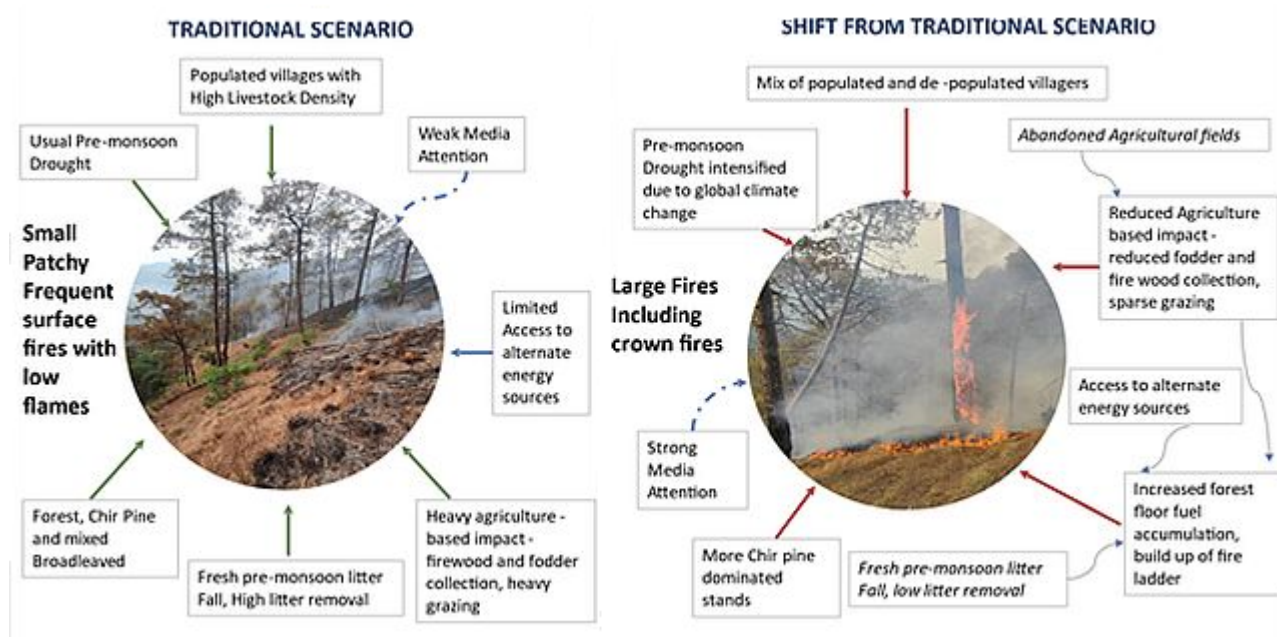 TRADITIONAL SCENARIO
Populated villages with
High Livestock Density
Usual Pre-monsoon
Drought
Weak Media
Attention
Small
Patchy
Frequent
surface
fires with
low
flames
Limited
Access to
alternate
energy
sources
Forest, Chir Pine
and mixed
Broadleaved
Fresh pre-monsoon litter
Fall, High litter removal
Heavy agriculture -
based impact -
firewood and fodder
collection, heavy
grazing
SHIFT FROM TRADITIONAL SCENARIO
Mix of populated and de -populated villagers
Abandoned Agricultural fields
Pre-monsoon
Drought intensified
due to global climate
change
Reduced Agriculture
based impact -
reduced fodder and
fire wood collection,
sparse grazing
Large Fires
Including
crown fires
Access to alternate
energy sources
Strong
Media
Attention
Increased forest
floor fuel
accumulation,
build up of fire
ladder
More Chir pine
dominated
stands
Fresh pre-monsoon litter
Fall, low litter removal